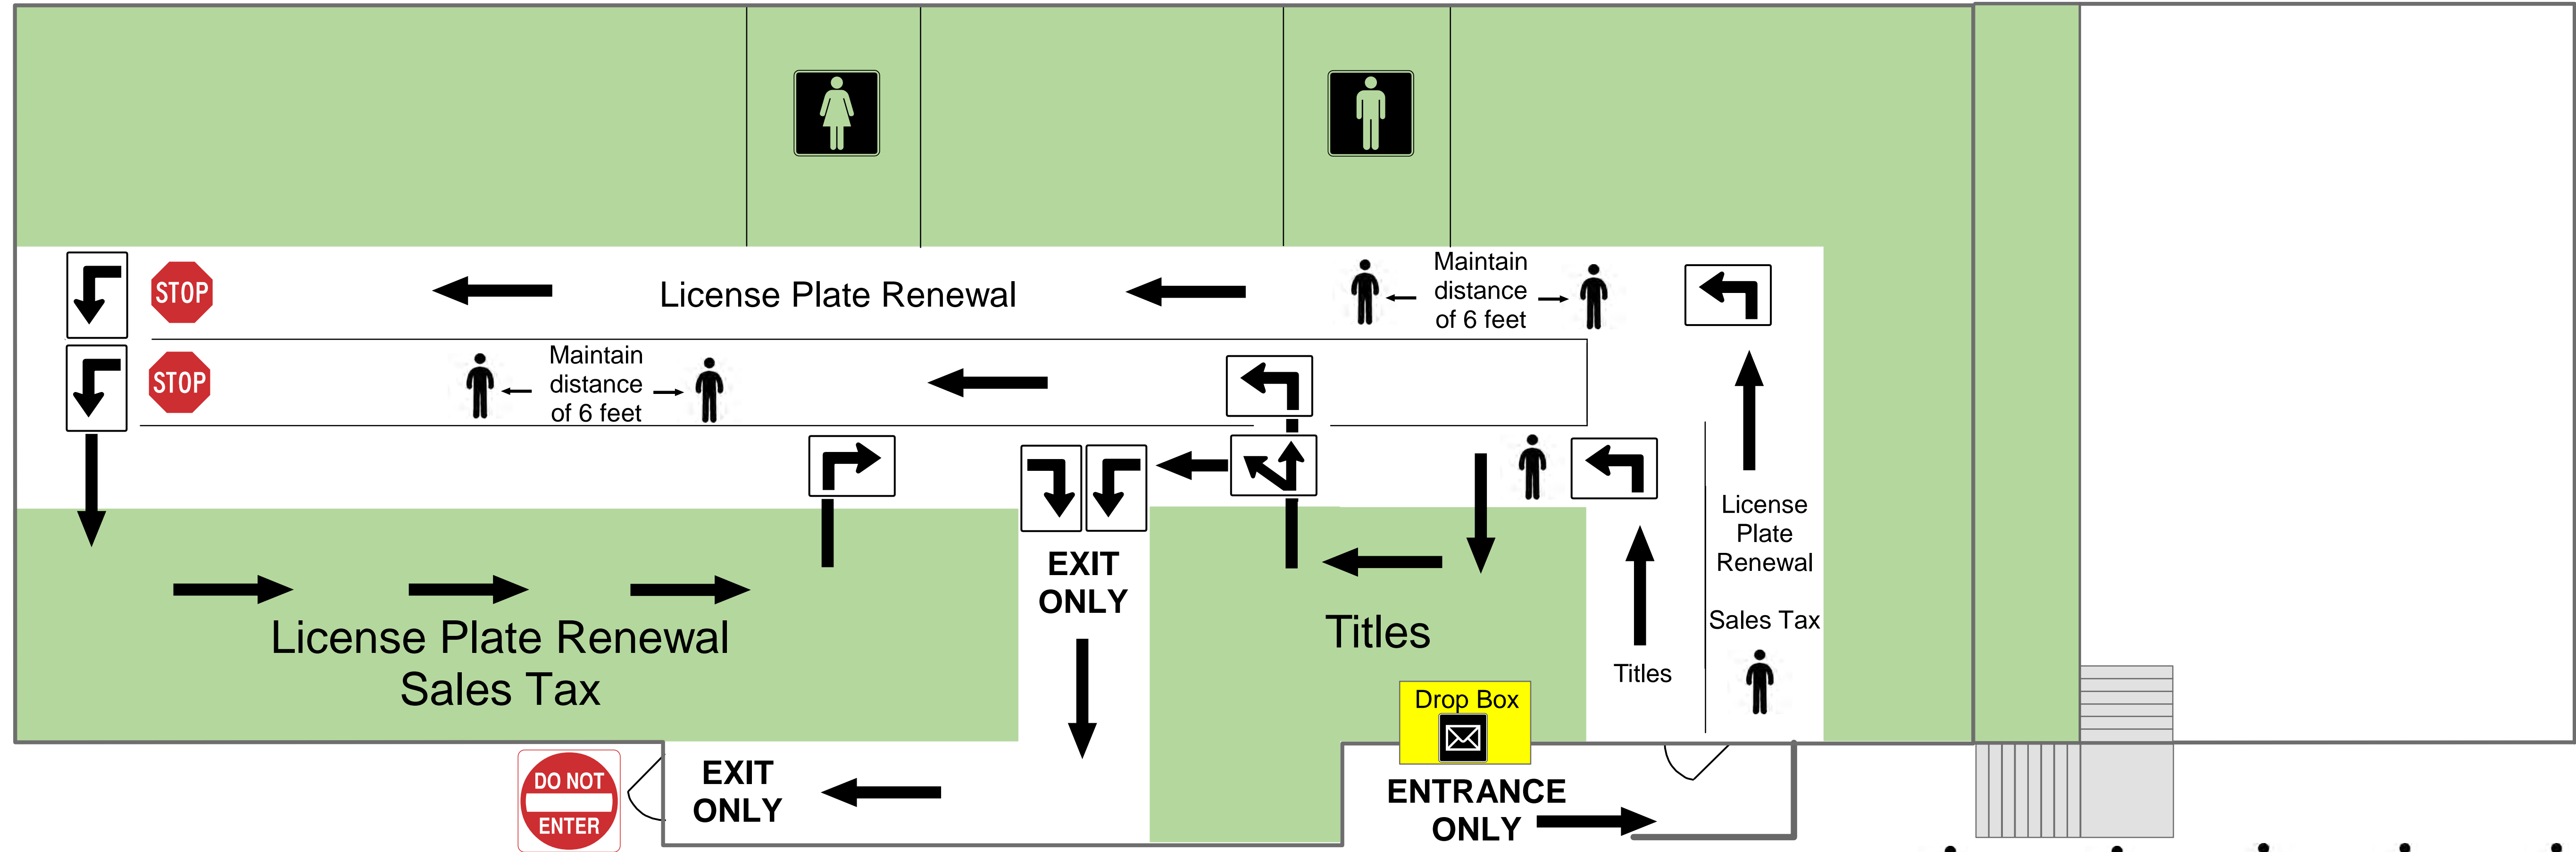 STOP
License Plate Renewal
Maintain
distance
of 6 feet
STOP
Maintain
distance
of 6 feet
License
Plate
Renewal
Sales Tax
Titles
EXIT
ONLY
License Plate Renewal
Sales Tax
Titles
Drop Box
DO NOT
ENTER
EXIT
ONLY
ENTRANCE
ONLY